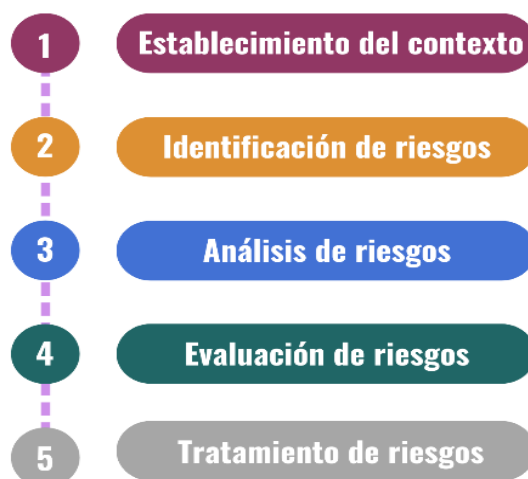 1 Establecimiento del contexto
2 Identificación de riesgos
3 Análisis de riesgos
4 Evaluación de riesgos
5 Tratamiento de riesgos